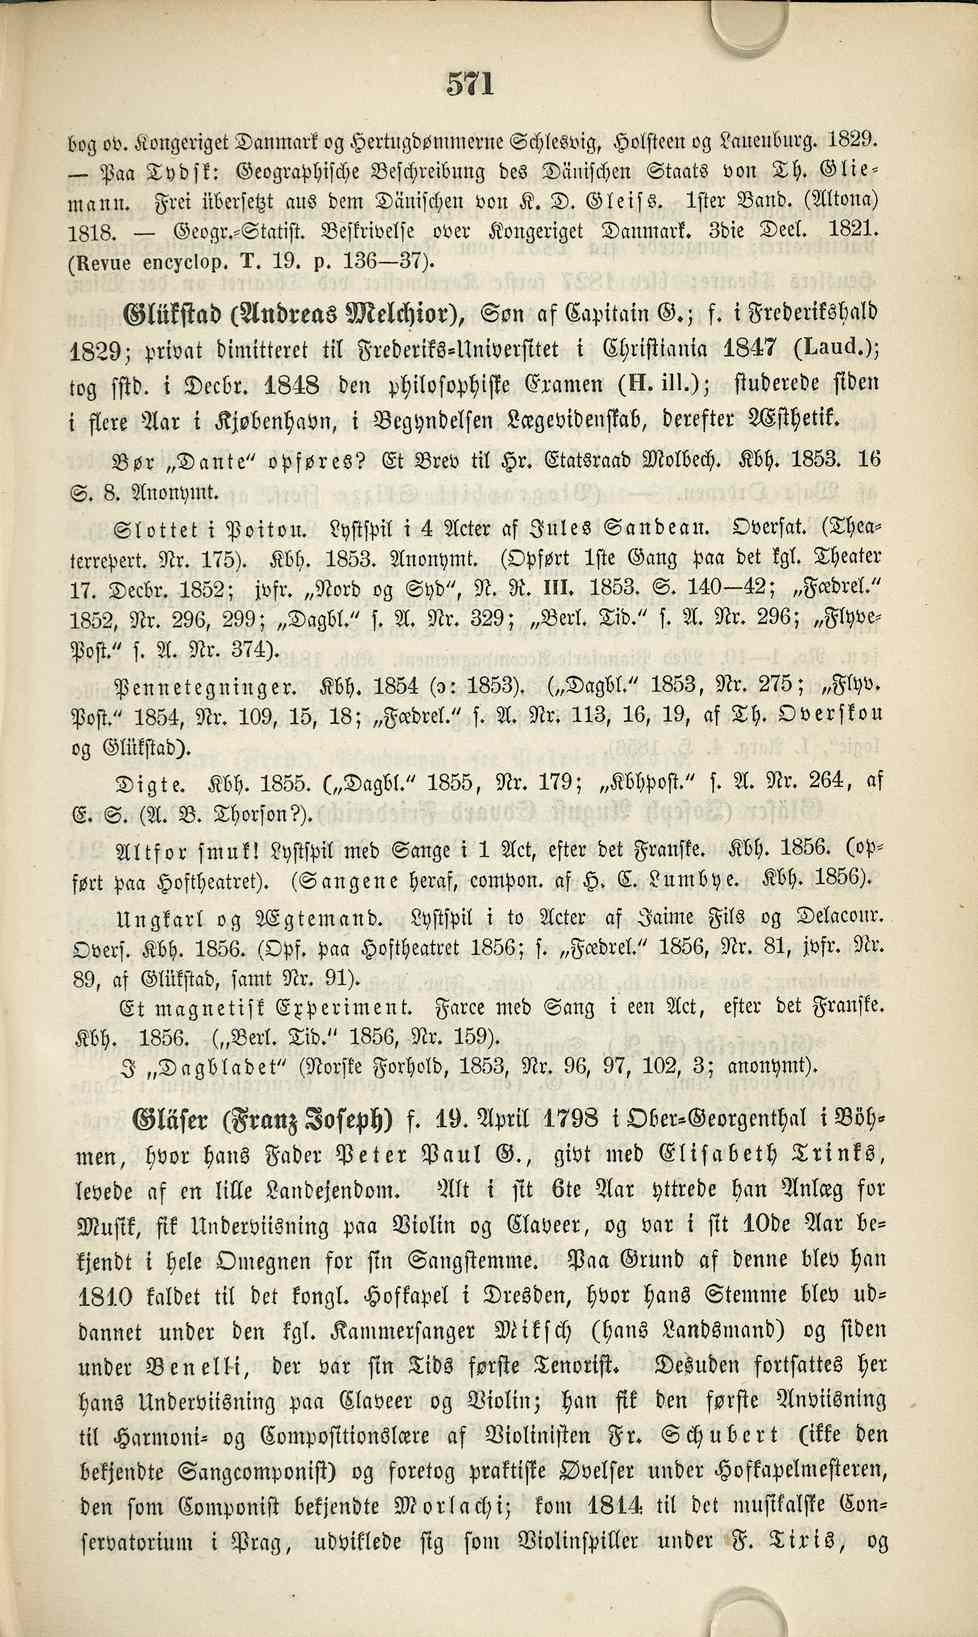 571
bog ov. Kongeriget Danmark og Hertugdømmerne Schlesvig, Holsteen og Lauenburg. 1829.
— Paa Tydsk: Geographische Beschreibung des Dänischen Staats von Th. Glie-
mann. Frei übersetzt aus dem Dänischen von K. D. Gleiss. 1ster Band. (Altona)
1818. — Geogr.-Statist. Beskrivelse over Kongeriget Danmark. 3die Deel. 1821.
(Revue encyclop. T. 19. p. 136—37).
Glükstad (Andreas Melchior), Søn af Capitain G.; f. i Frederikshald
1829; privat dimitteret til Frederiks-Universitet i Christiania 1847 (Laud.);
tog sstd. i Decbr. 1848 den philosophiske Examen (H. ill.); studerede siden
i flere Aar i Kjøbenhavn, i Begyndelsen Lægevidenskab, derefter Æsthetik.
Bør „Dante“ opføres? Et Brev til Hr. Etatsraad Molbech. Kbh. 1853. 16
S. 8. Anonymt.
Slottet i Poitou. Lystspil i 4 Acter af Jules Sandeau. Oversat. (Thea-
terrepert. Nr. 175). Kbh. 1853. Anonymt. (Opført 1ste Gang paa det kgl. Theater
17. Decbr. 1852; jvfr. „Nord og Syd“, N. R. III. 1853. S. 140—42; „Fædrel.“
1852, Nr. 296, 299; „Dagbl.“ s. A. Nr. 329; „Berl. Tid.“ s. A. Nr. 296; „Flyve-
Post.“ s. A. Nr. 374).
Pennetegninger. Kbh. 1854 (ɔ: 1853). („Dagbl.“ 1853, Nr. 275; „Flyv.
Post.“ 1854, Nr. 109, 15, 18; „Fædrel.“ s. A. Nr. 113, 16, 19, af Th. Overskou
og Glükstad).
Digte. Kbh. 1855. („Dagbl.“ 1855, Nr. 179; „Kbhpost.“ s. A. Nr. 264, af
E. S. (A. B. Thorson?).
Altfor smuk! Lystspil med Sange i 1 Act, efter det Franske. Kbh. 1856. (op-
ført paa Hoftheatret). (Sangene heraf, compon. af H. C. Lumbye. Kbh. 1856).
Ungkarl og Ægtemand. Lystspil i to Acter af Jaime Fils og Delacour.
Overs. Kbh. 1856. (Opf. paa Hoftheatret 1856; s. „Fædrel.“ 1856, Nr. 81, jvfr. Nr.
89, af Glükstad, samt Nr. 91).
Et magnetisk Experiment. Farce med Sang i een Act, efter det Franske.
Kbh. 1856. („Berl. Tid.“ 1856, Nr. 159).
I „Dagbladet“ (Norske Forhold, 1853, Nr. 96, 97, 102, 3; anonymt).
Gläser (Franz Joseph) f. 19. April 1798 i Ober-Georgenthal i Böh-
men, hvor hans Fader Peter Paul G., givt med Elisabeth Trinks,
levede af en lille Landejendom. Alt i sit 6te Aar yttrede han Anlæg for
Musik, fik Underviisning paa Violin og Claveer, og var i sit 10de Aar be-
kjendt i hele Omegnen for sin Sangstemme. Paa Grund af denne blev han
1810 kaldet til det kongl. Hofkapel i Dresden, hvor hans Stemme blev ud-
dannet under den kgl. Kammersanger Miksch (hans Landsmand) og siden
under Benelli, der var sin Tids første Tenorist. Desuden fortsattes her
hans Underviisning paa Claveer og Violin; han fik den første Anviisning
til Harmoni- og Compositionslære af Violinisten Fr. Schubert (ikke den
bekjendte Sangcomponist) og foretog praktiske Øvelser under Hofkapelmesteren,
den som Componist bekjendte Morlachi; kom 1814 til det musikalske Con-
servatorium i Prag, udviklede sig som Violinspiller under F. Tixis, og